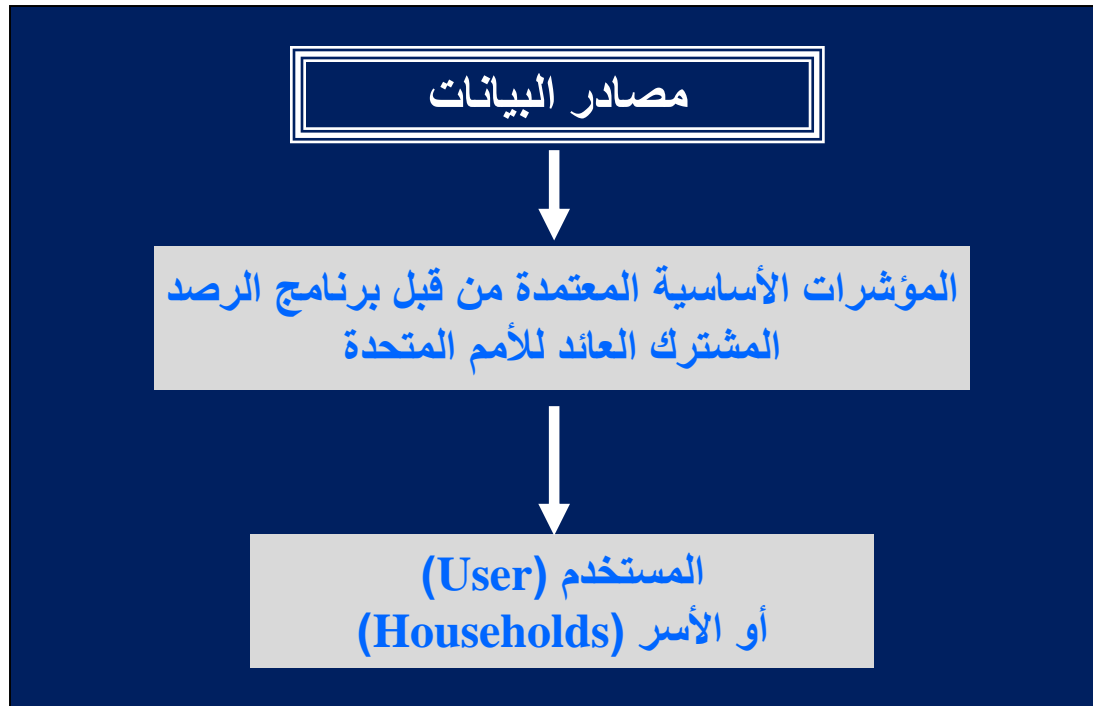 مصادر البيانات
المؤشرات الأساسية المعتمدة من قبل برنامج الرصد
المشترك العائد للأمم المتحدة
المستخدم (User)
أو الأسر (Households)